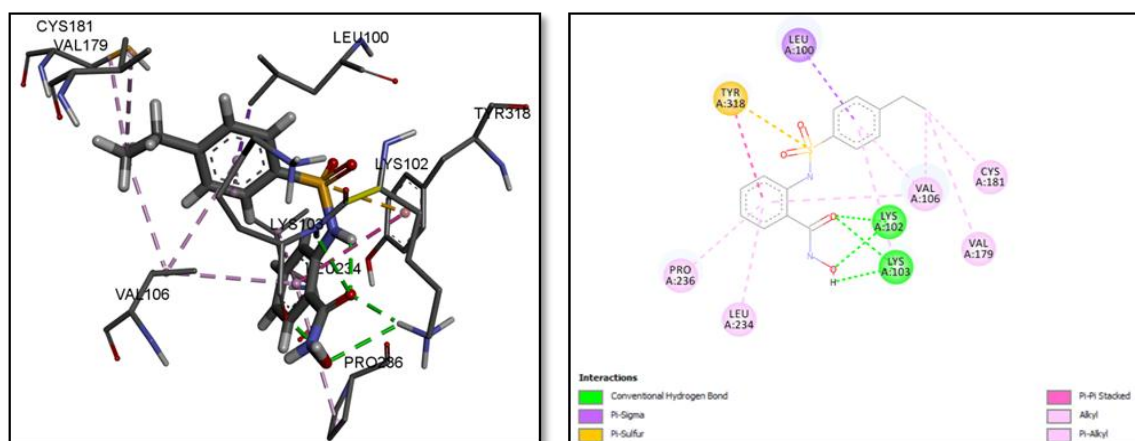 CYS181
VAL179
LEU100
TYR318
LYS102
LYS103
LEU234
VAL106
PRO236
LEU
A:100
TYR
A:318
O
O
S
N
CYS
A:181
VAL
A:106
LYS
A:102
O
VAL
A:179
N
O
LYS
A:103
H
PRO
A:236
LEU
A:234
Interactions
Conventional Hydrogen Bond
Pi-Sigma
Pi-Sulfur
Pi-Pi Stacked
Alkyl
Pi-Alkyl